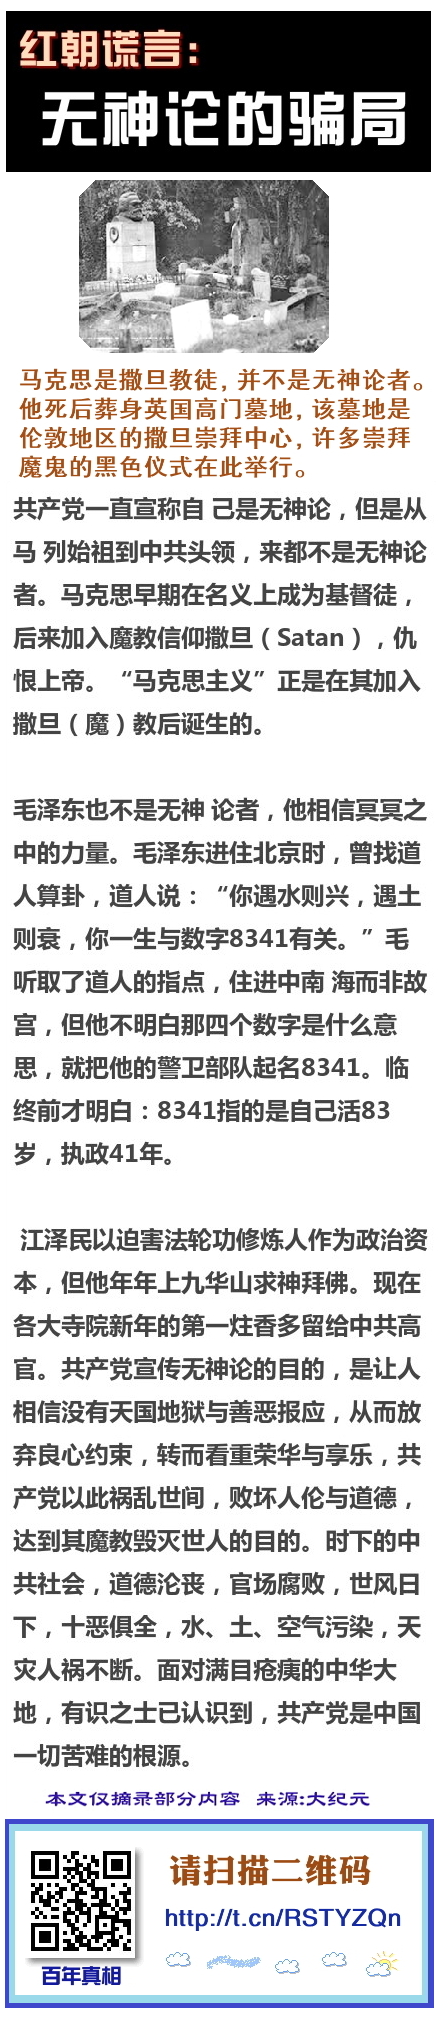 红朝谎言:
无神论的骗局
马克思是撒旦教徒, 并不是无神论者。
他死后葬身英国高门墓地, 该墓地是
伦敦地区的撒旦崇拜中心, 许多崇拜
魔鬼的黑色仪式在此举行。
共产党一直宣称自 己是无神论，但是从
马 列始祖到中共头领，来都不是无神论
者。马克思早期在名义上成为基督徒，
后来加入魔教信仰撒旦（Satan），仇
恨上帝。“马克思主义”正是在其加入
撒旦（魔）教后诞生的。
毛泽东也不是无神 论者，他相信冥冥之
中的力量。毛泽东进住北京时，曾找道
人算卦，道人说：“你遇水则兴，遇土
则衰，你一生与数字8341有关。”毛
听取了道人的指点，住进中南 海而非故
宫，但他不明白那四个数字是什么意
思，就把他的警卫部队起名8341。临
终前才明白：8341指的是自己活83
岁，执政41年。
江泽民以迫害法轮功修炼人作为政治资
本，但他年年上九华山求神拜佛。现在
各大寺院新年的第一炷香多留给中共高
官。共产党宣传无神论的目的，是让人
相信没有天国地狱与善恶报应，从而放
弃良心约束，转而看重荣华与享乐，共
产党以此祸乱世间，败坏人伦与道德，
达到其魔教毁灭世人的目的。时下的中
共社会，道德沦丧，官场腐败，世风日
下，十恶俱全，水、土、空气污染，天
灾人祸不断。面对满目疮痍的中华大
地，有识之士已认识到，共产党是中国
一切苦难的根源。
本文仅摘录部分内容 来源:大纪元
请扫描二维码
http://t.cn/RSTYZQn
百年真相